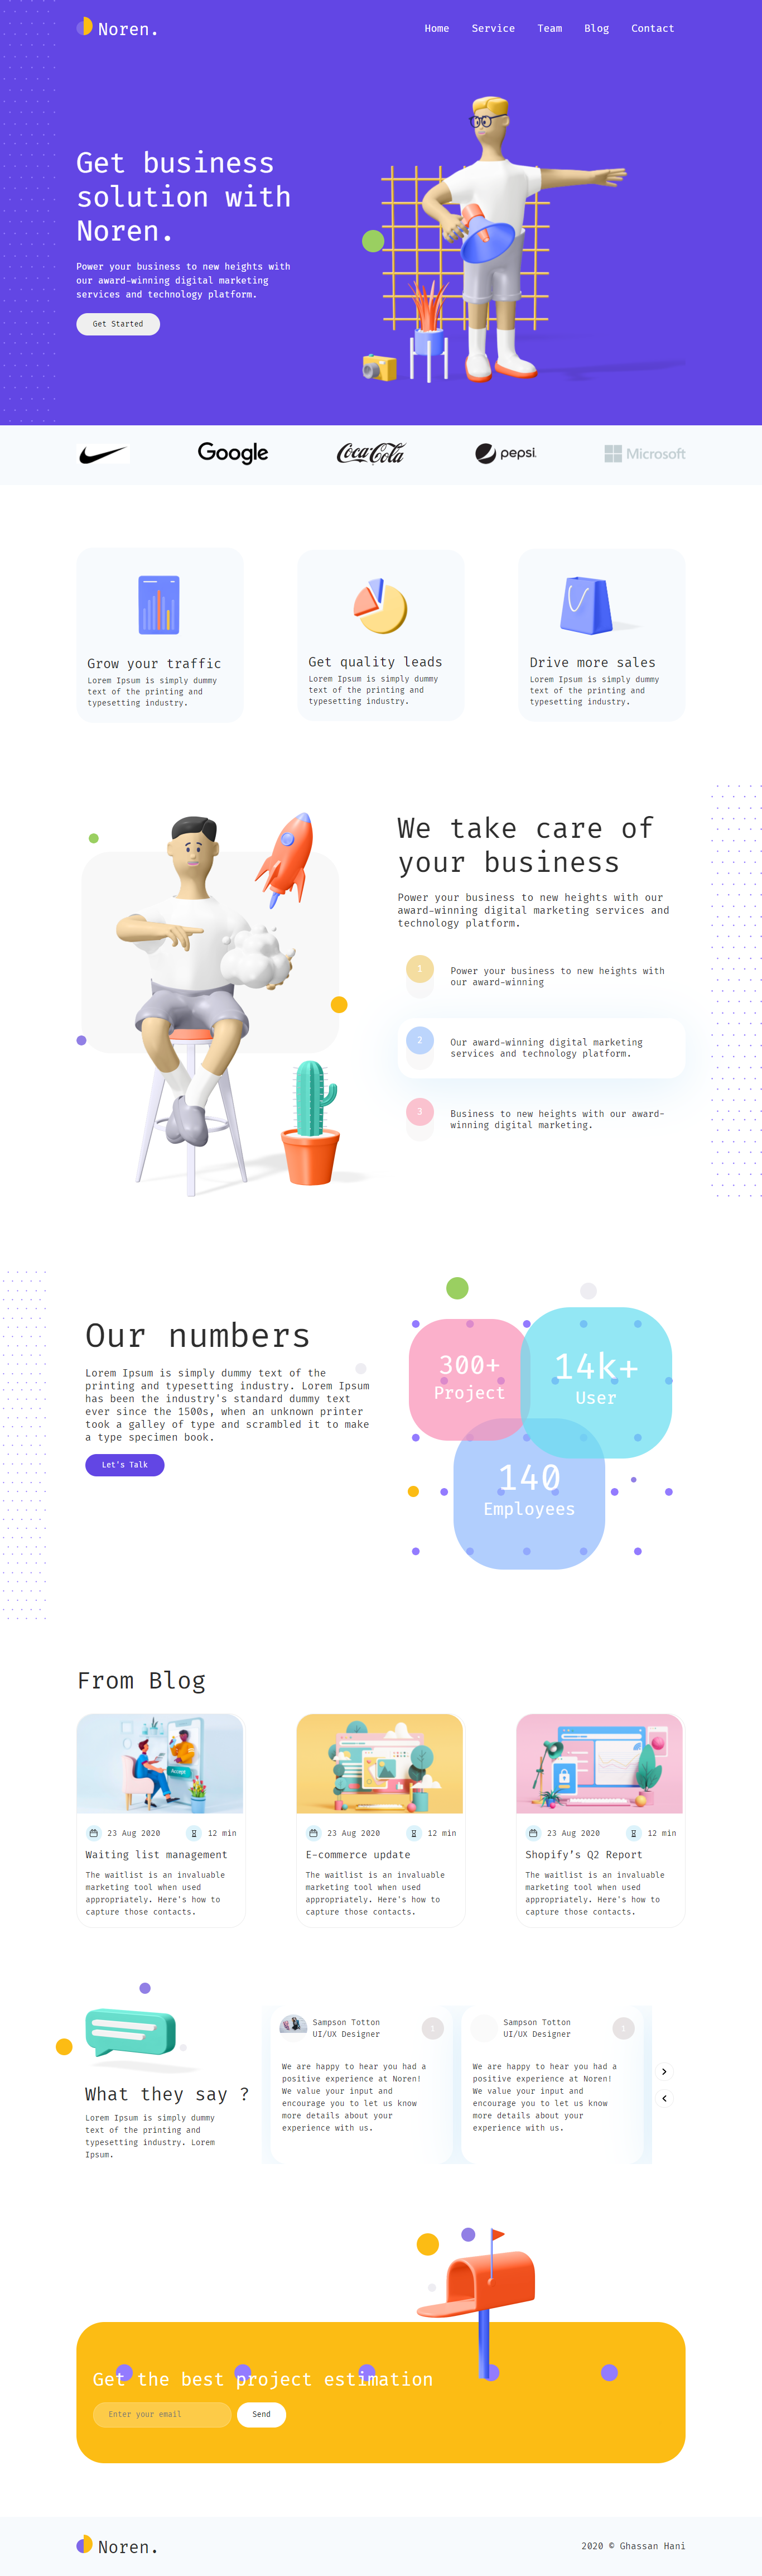 Noren.
Home Service Team Blog Contact
Get business
solution with
Noren.
Power your business to new heights with
our award-winning digital marketing
services and technology platform.
Get Started
Google
Coca-Cola
pepsi
Microsoft
Grow your traffic
Lorem Ipsum is simply dummy
text of the printing and
typesetting industry.
Get quality leads
Lorem Ipsum is simply dummy
text of the printing and
typesetting industry.
Drive more sales
Lorem Ipsum is simply dummy
text of the printing and
typesetting industry.
We take care of
your business
Power your business to new heights with our
award-winning digital marketing services and
technology platform.
1
Power your business to new heights with
our award-winning
2
Our award-winning digital marketing
services and technology platform.
3
Business to new heights with our award-
winning digital marketing.
Our numbers
Lorem Ipsum is simply dummy text of the
printing and typesetting industry. Lorem Ipsum
has been the industry's standard dummy text
ever since the 1500s, when an unknown printer
took a galley of type and scrambled it to make
a type specimen book.
Let's Talk
300+
Project
14k+
User
140
Employees
From Blog
Accept
23 Aug 2020 12 min
Waiting list management
The waitlist is an invaluable
marketing tool when used
appropriately. Here's how to
capture those contacts.
23 Aug 2020 12 min
E-commerce update
The waitlist is an invaluable
marketing tool when used
appropriately. Here's how to
capture those contacts.
23 Aug 2020 12 min
Shopify’s Q2 Report
The waitlist is an invaluable
marketing tool when used
appropriately. Here's how to
capture those contacts.
What they say ?
Lorem Ipsum is simply dummy
text of the printing and
typesetting industry. Lorem
Ipsum.
Sampson Totton
UI/UX Designer
1
We are happy to hear you had a
positive experience at Noren!
We value your input and
encourage you to let us know
more details about your
experience with us.
Sampson Totton
UI/UX Designer
1
We are happy to hear you had a
positive experience at Noren!
We value your input and
encourage you to let us know
more details about your
experience with us.
Get the best project estimation
Enter your email
Send
Noren.
2020 © Ghassan Hani